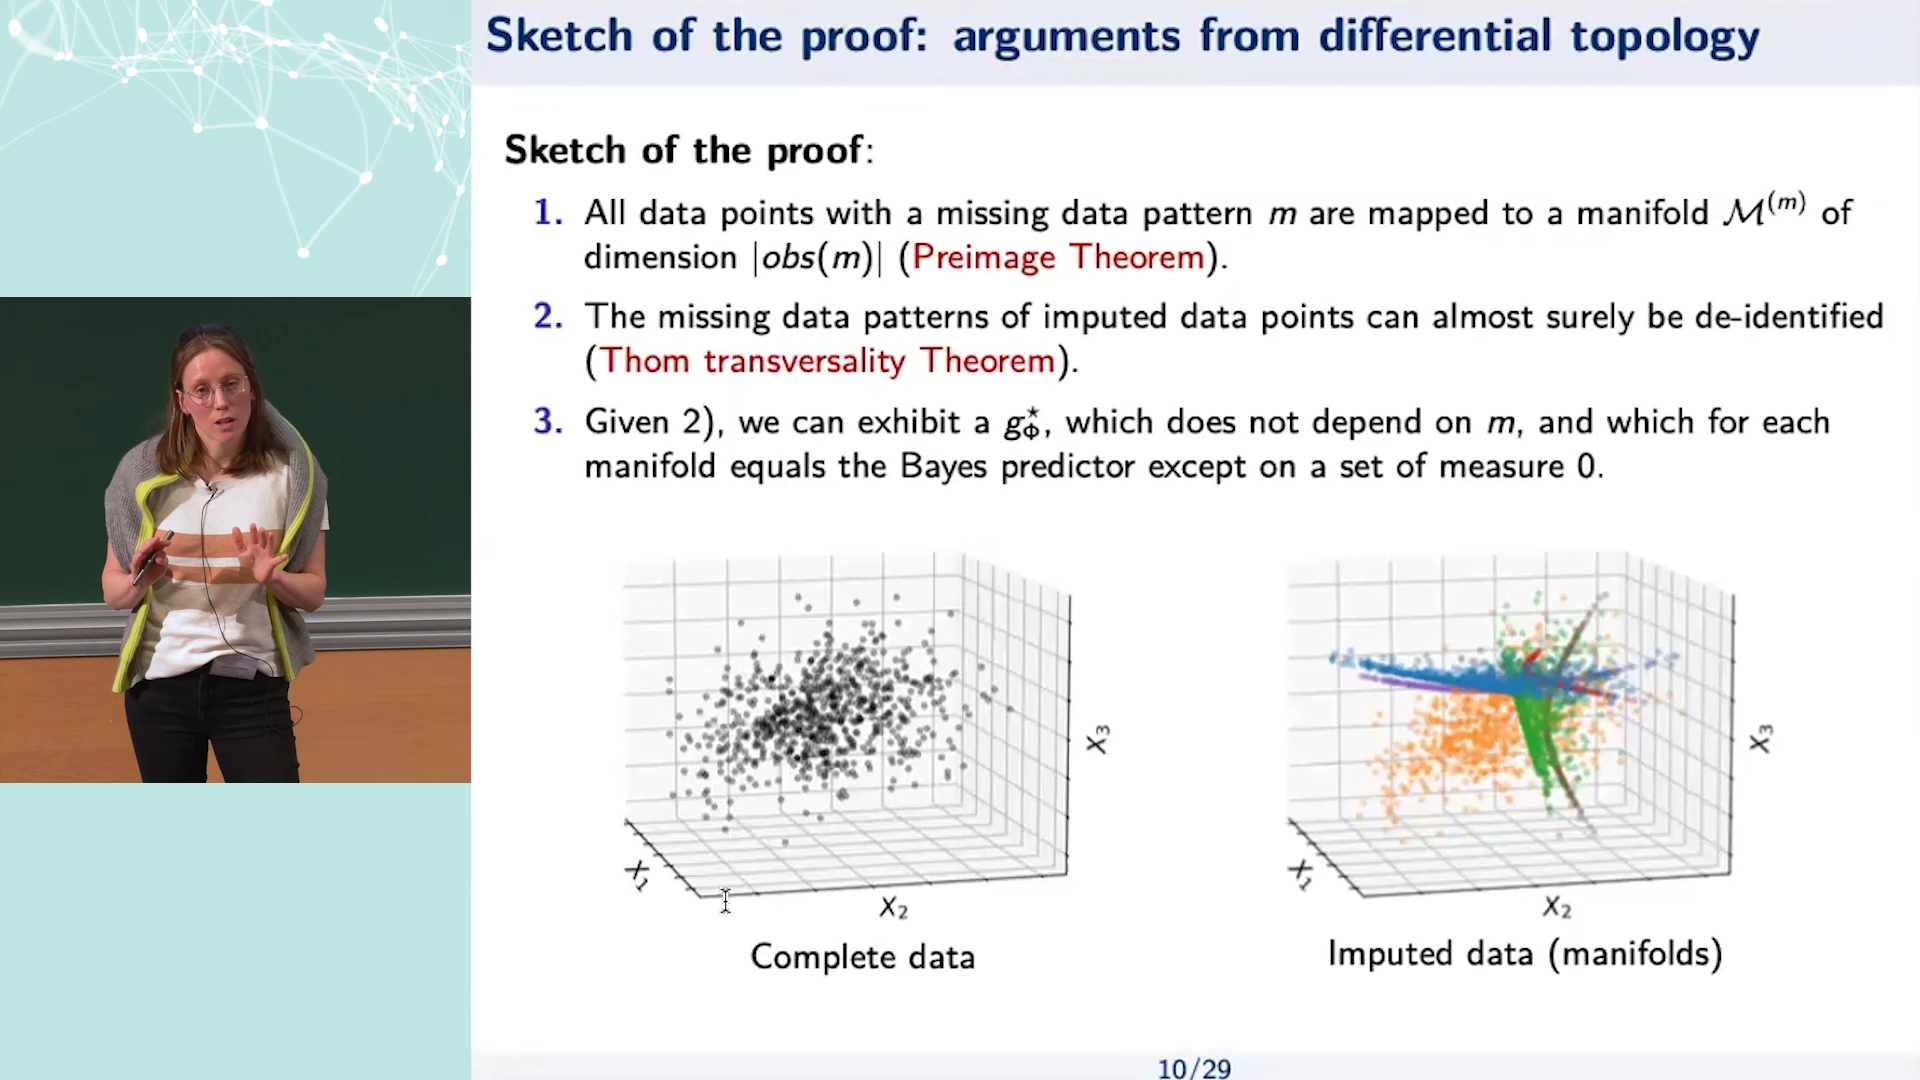 Sketch of the proof: arguments from differential topology
Sketch of the proof:
1. All data points with a missing data pattern m are mapped to a manifold 𝓜⁽ᵐ⁾ of
dimension |obs(m)| (Preimage Theorem).
2. The missing data patterns of imputed data points can almost surely be de-identified
(Thom transversality Theorem).
3. Given 2), we can exhibit a g*_Φ, which does not depend on m, and which for each
manifold equals the Bayes predictor except on a set of measure 0.
X₁
X₂
X₃
Complete data
X₁
X₂
X₃
Imputed data (manifolds)
10/29